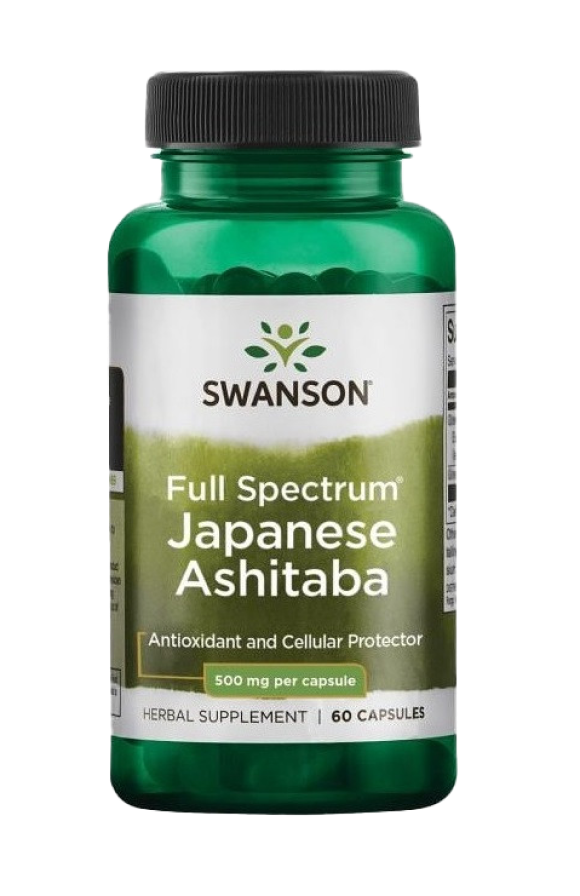 SWANSON®
Full Spectrum®
Japanese
Ashitaba
Antioxidant and Cellular Protector
500 mg per capsule
HERBAL SUPPLEMENT | 60 CAPSULES